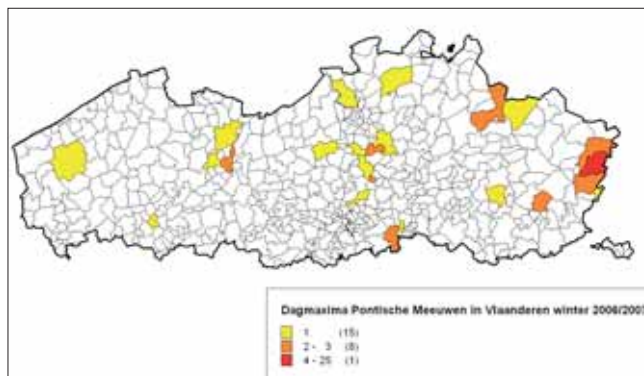 Dagmaxima Pontische Meeuwen in Vlaanderen winter 2006/2007
1 (15)
2 - 3 (8)
4 - 25 (1)